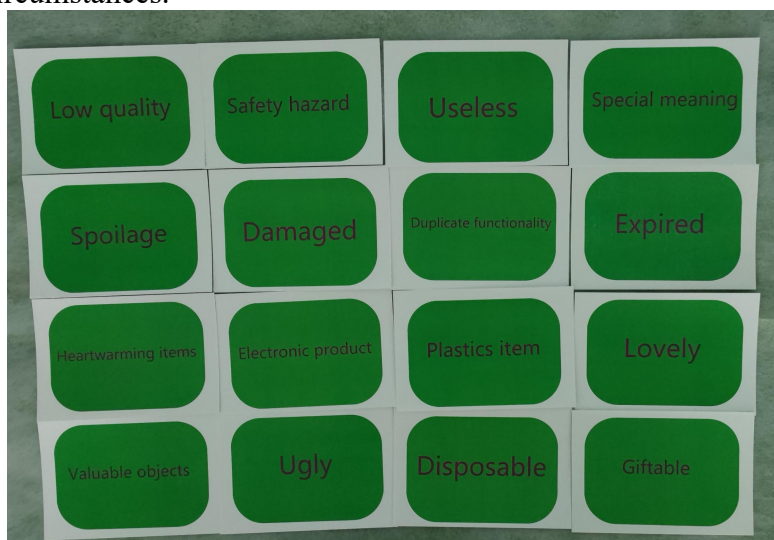 Low quality
Safety hazard
Useless
Special meaning
Spoilage
Damaged
Duplicate functionality
Expired
Heartwarming items
Electronic product
Plastics item
Lovely
Valuable objects
Ugly
Disposable
Giftable